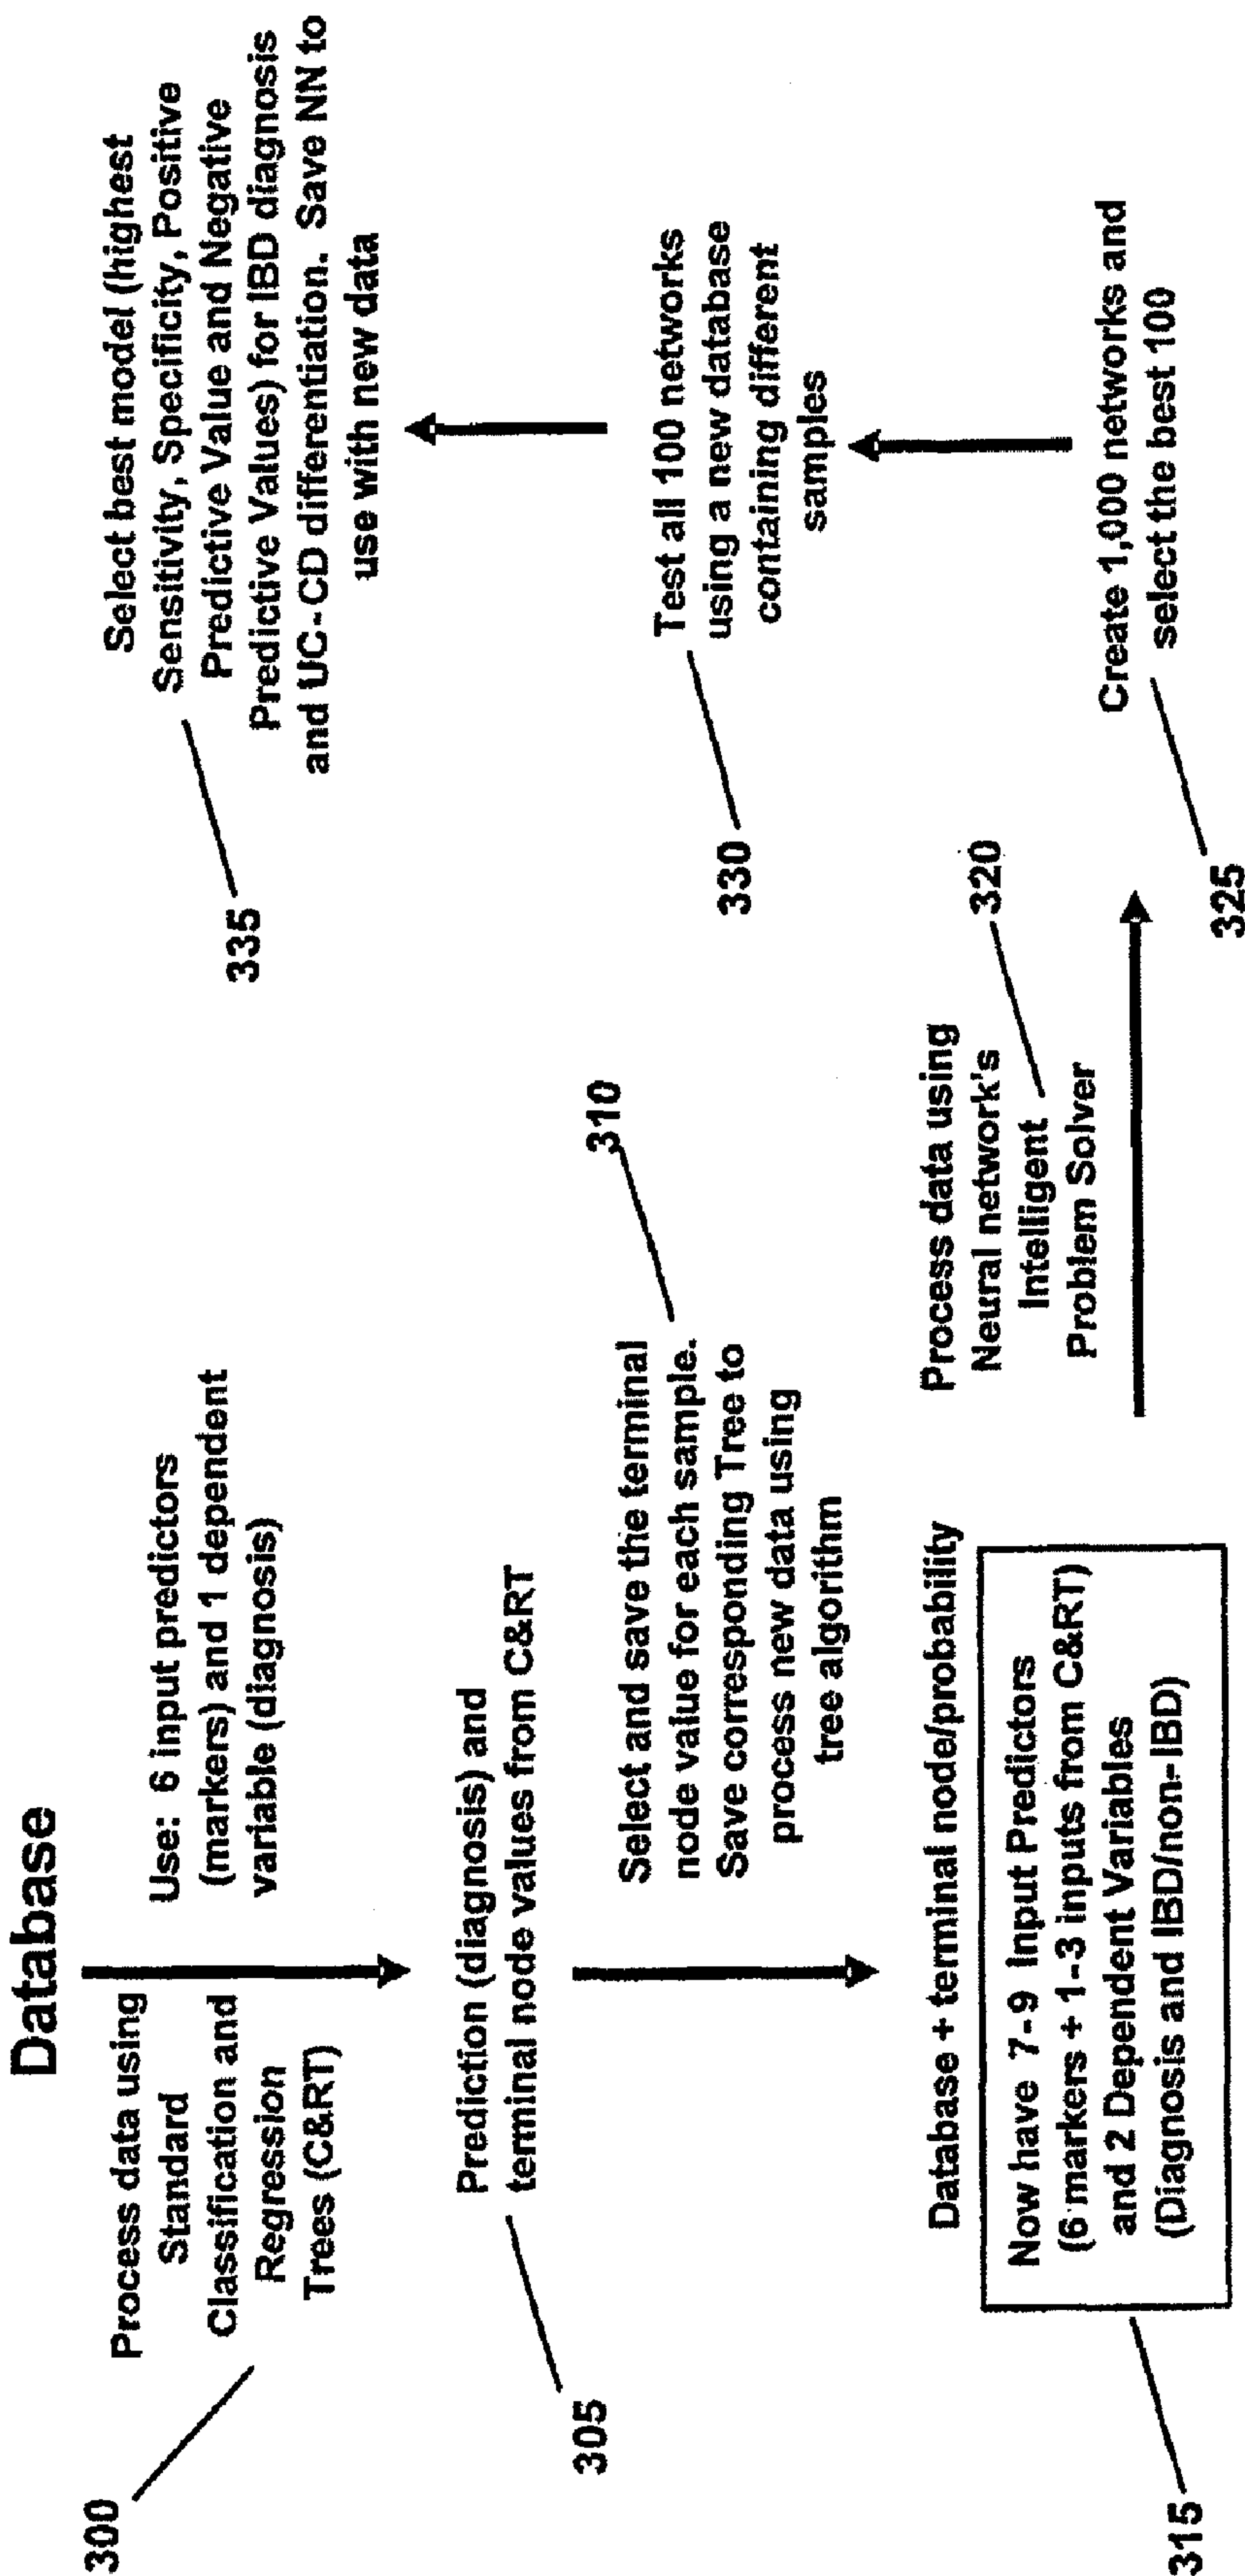 Database
Process data using
Standard
Classification and
Regression
Trees (C&RT)
300
Use: 6 input predictors
(markers) and 1 dependent
variable (diagnosis)
Prediction (diagnosis) and
terminal node values from C&RT
305
Select and save the terminal
node value for each sample.
Save corresponding Tree to
process new data using
tree algorithm
310
Database + terminal node/probability
Now have 7-9 Input Predictors
(6 markers + 1-3 inputs from C&RT)
and 2 Dependent Variables
(Diagnosis and IBD/non-IBD)
315
Process data using
Neural network's
Intelligent
Problem Solver
320
Create 1,000 networks and
select the best 100
325
Test all 100 networks
using a new database
containing different
samples
330
Select best model (highest
Sensitivity, Specificity, Positive
Predictive Value and Negative
Predictive Values) for IBD diagnosis
and UC-CD differentiation. Save NN to
use with new data
335